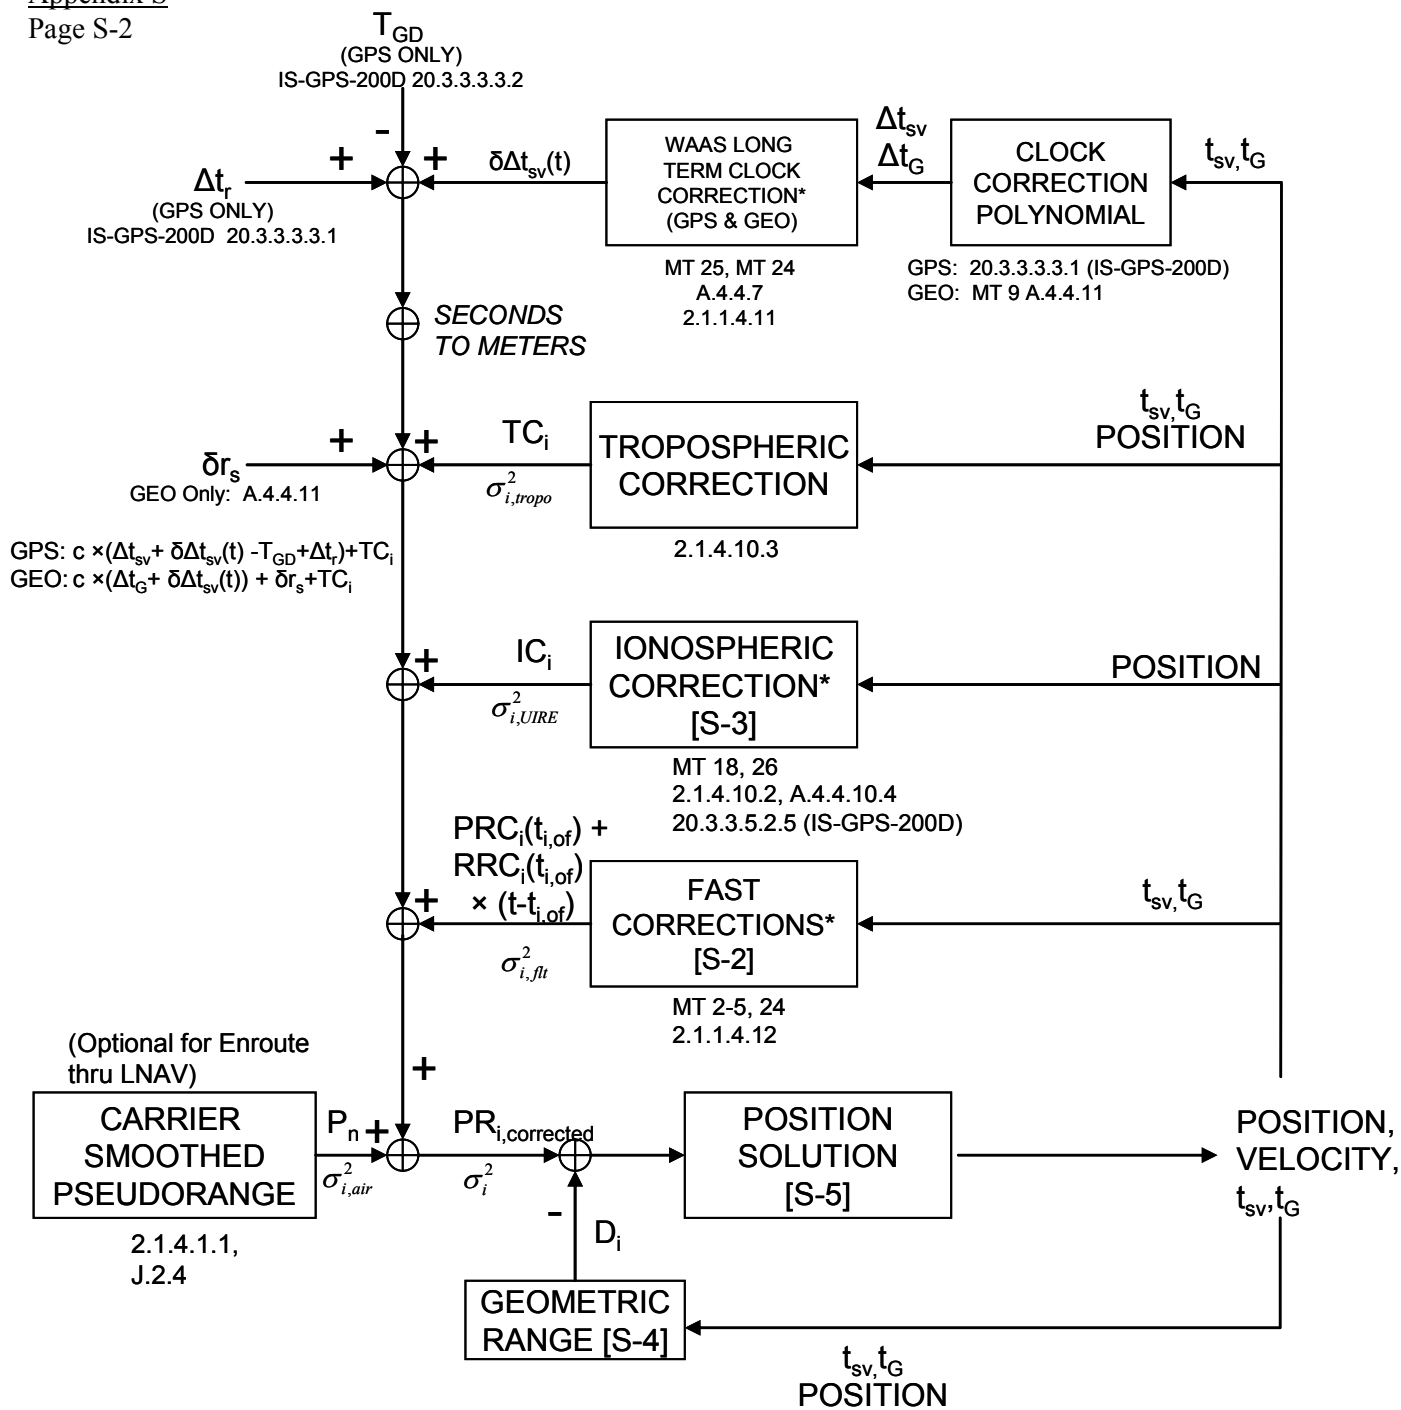 Appendix S
Page S-2
T_GD
(GPS ONLY)
IS-GPS-200D 20.3.3.3.3.2
-
+
+
Δt_r
(GPS ONLY)
IS-GPS-200D 20.3.3.3.3.1
δΔt_sv(t)
WAAS LONG
TERM CLOCK
CORRECTION*
(GPS & GEO)
MT 25, MT 24
A.4.4.7
2.1.1.4.11
Δt_sv
Δt_G
CLOCK
CORRECTION
POLYNOMIAL
GPS: 20.3.3.3.3.1 (IS-GPS-200D)
GEO: MT 9 A.4.4.11
t_sv,t_G
SECONDS
TO METERS
δr_s
GEO Only: A.4.4.11
+
+
TC_i
σ²_i,tropo
TROPOSPHERIC
CORRECTION
2.1.4.10.3
t_sv,t_G
POSITION
GPS: c ×(Δt_sv+ δΔt_sv(t) -T_GD+Δt_r)+TC_i
GEO: c ×(Δt_G+ δΔt_sv(t)) + δr_s+TC_i
+
IC_i
σ²_i,UIRE
IONOSPHERIC
CORRECTION*
[S-3]
MT 18, 26
2.1.4.10.2, A.4.4.10.4
20.3.3.5.2.5 (IS-GPS-200D)
POSITION
PRC_i(t_i,of) +
RRC_i(t_i,of)
× (t-t_i,of)
+
σ²_i,flt
FAST
CORRECTIONS*
[S-2]
MT 2-5, 24
2.1.1.4.12
t_sv,t_G
(Optional for Enroute
thru LNAV)
CARRIER
SMOOTHED
PSEUDORANGE
2.1.4.1.1,
J.2.4
+
P_n
+
σ²_i,air
PR_i,corrected
σ²_i
-
D_i
POSITION
SOLUTION
[S-5]
POSITION,
VELOCITY,
t_sv,t_G
GEOMETRIC
RANGE [S-4]
t_sv,t_G
POSITION